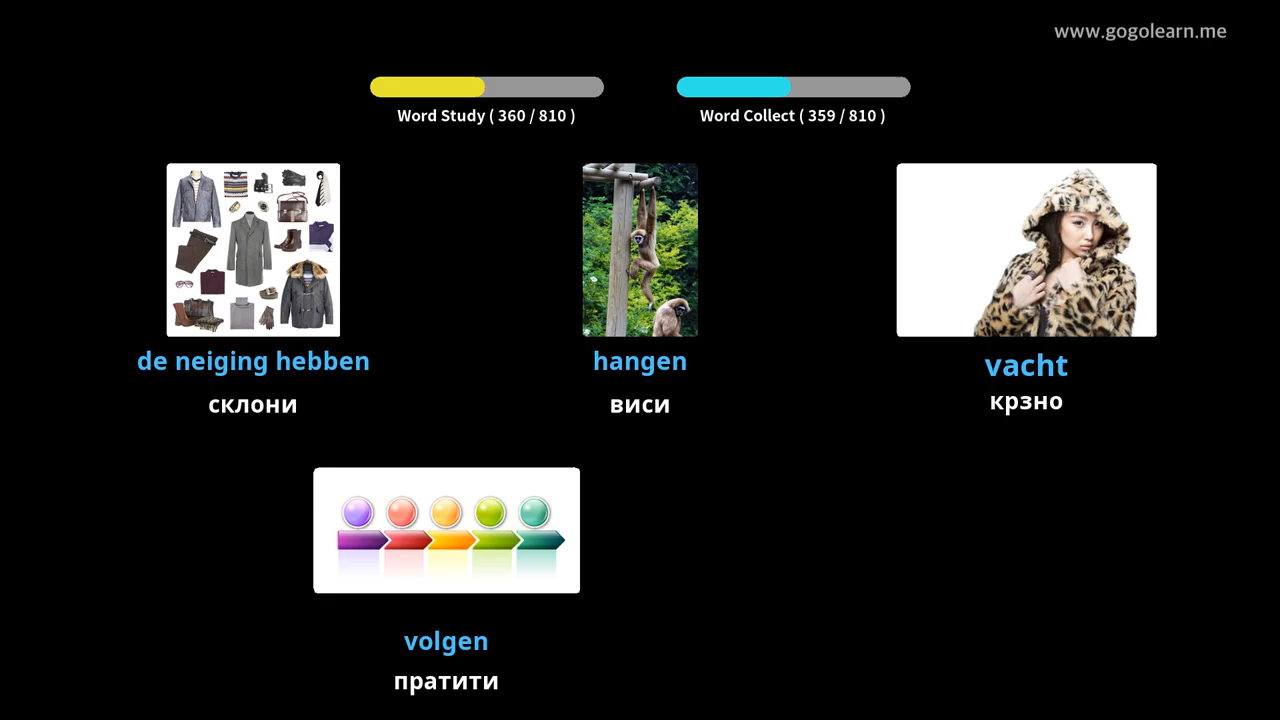 www.gogolearn.me
Word Study ( 360 / 810 )
Word Collect ( 359 / 810 )
de neiging hebben
склони
hangen
виси
vacht
крзно
volgen
пратити